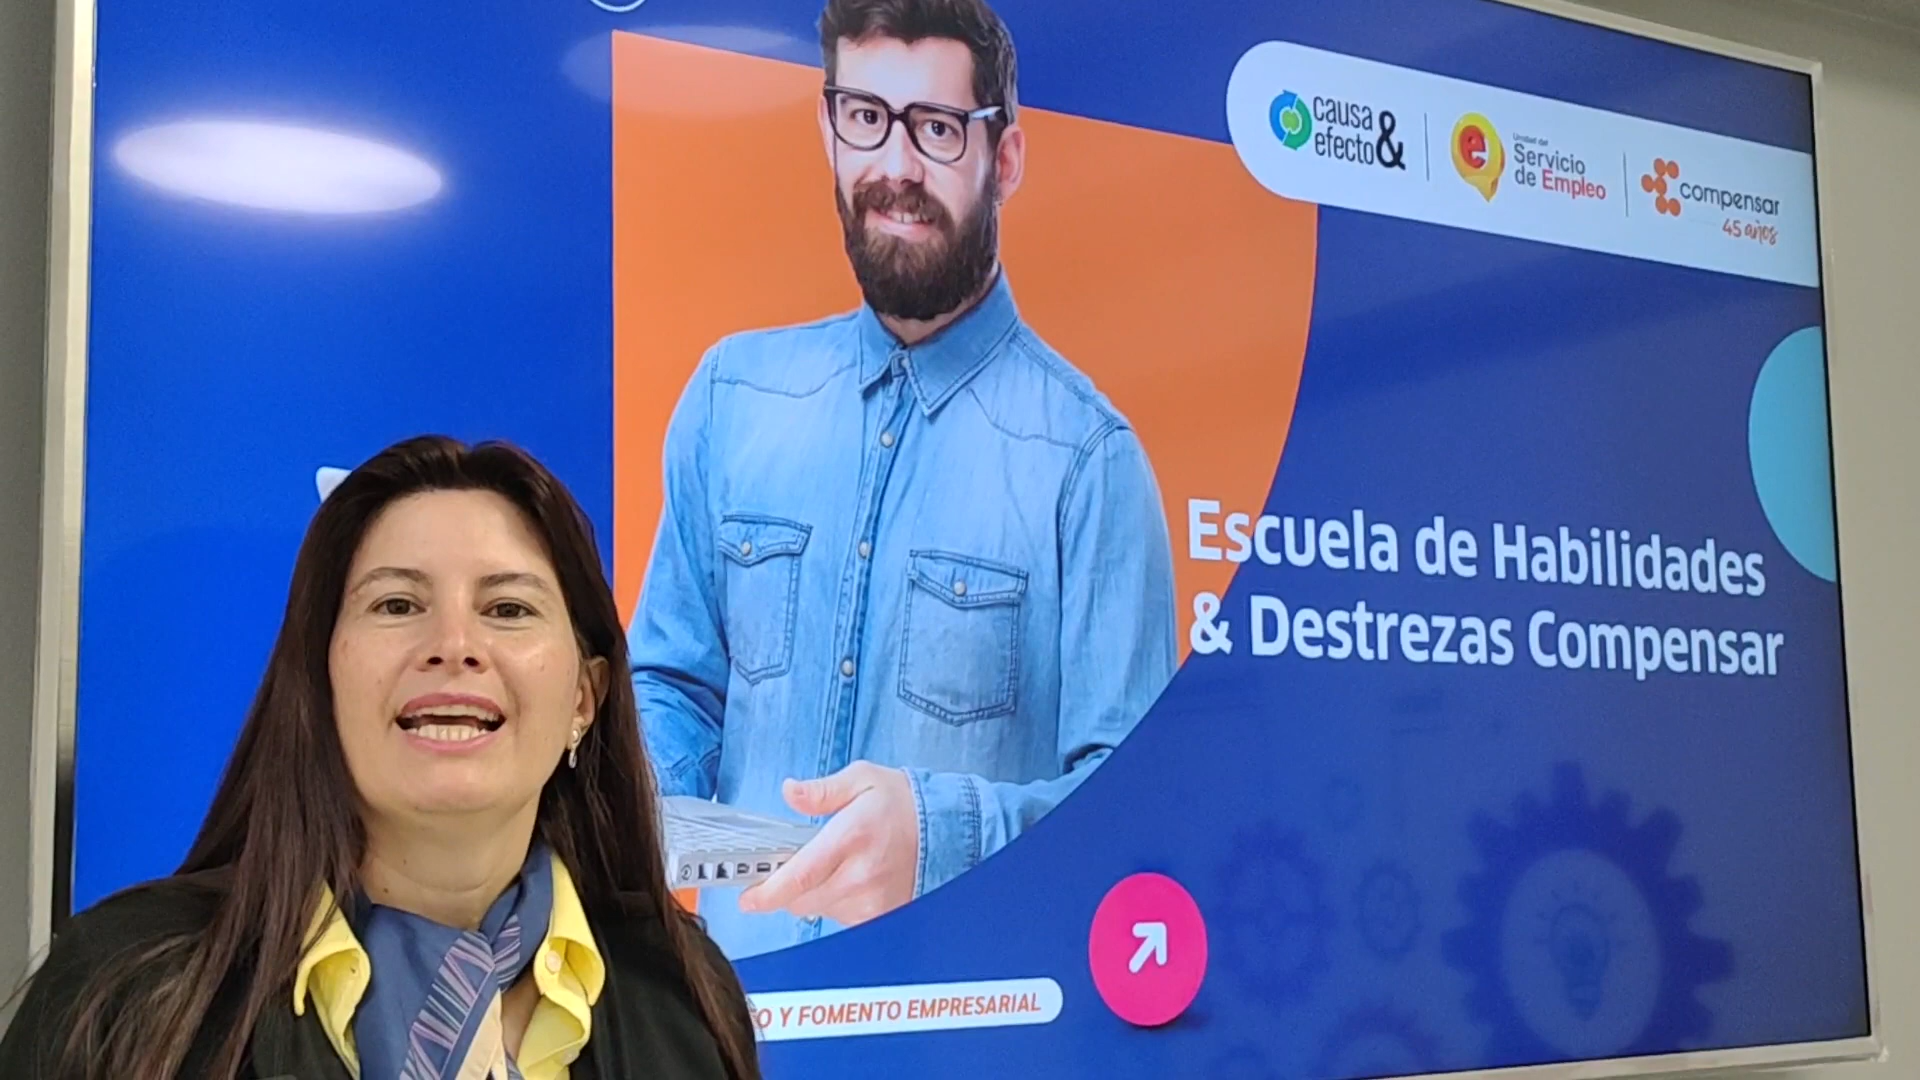 causa
& efecto
Unidad del
Servicio
de Empleo
compensar
45 años
Escuela de Habilidades
& Destrezas Compensar
Y FOMENTO EMPRESARIAL